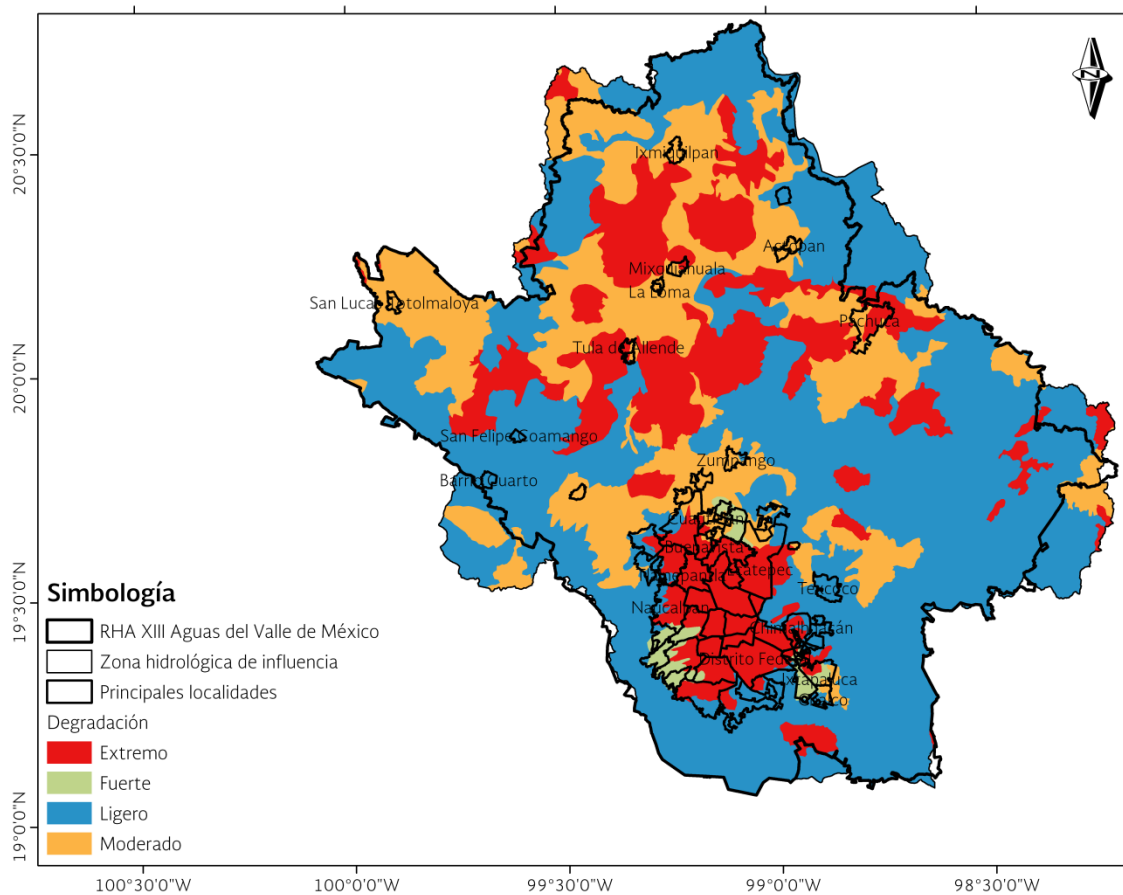 20°30'0"N
20°0'0"N
19°30'0"N
19°0'0"N
Z
Ixmiquilpan
Actopan
Mixquiahuala
La Loma
San Lucas Totolmaloya
Pachuca
Tula de Allende
San Felipe Coamango
Zumpango
Barrio Cuarto
Cuautitlán
Buenavista
Ecatepec
Tlalnepantla
Texcoco
Naucalpan
Chimalhuacán
Distrito Federal
Ixtapaluca
Chalco
Simbología
RHA XIII Aguas del Valle de México
Zona hidrológica de influencia
Principales localidades
Degradación
Extremo
Fuerte
Ligero
Moderado
100°30'0"W 100°0'0"W 99°30'0"W 99°0'0"W 98°30'0"W